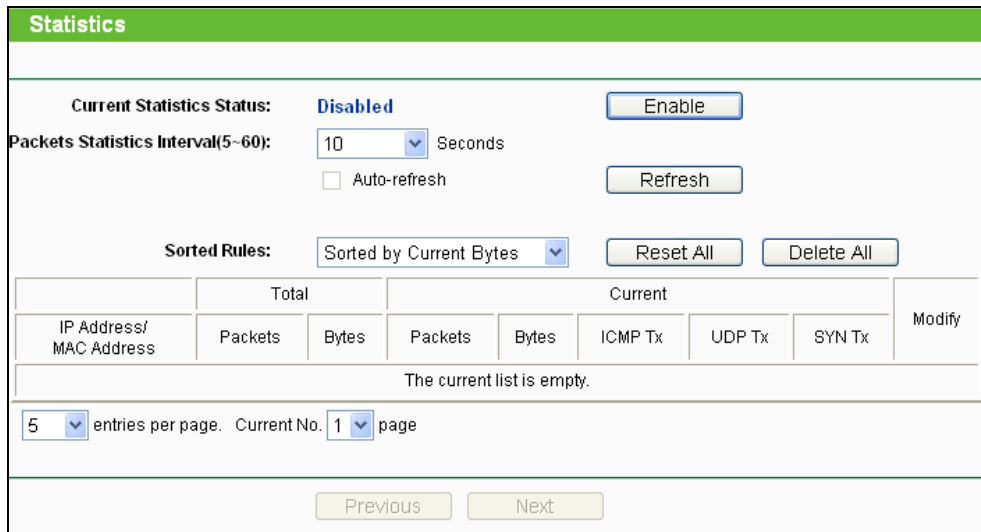 Statistics
Current Statistics Status: Disabled Enable
Packets Statistics Interval(5~60): 10 Seconds
Auto-refresh Refresh
Sorted Rules: Sorted by Current Bytes Reset All Delete All
Total Current
IP Address/
MAC Address Packets Bytes Packets Bytes ICMP Tx UDP Tx SYN Tx Modify
The current list is empty.
5 entries per page. Current No. 1 page
Previous Next